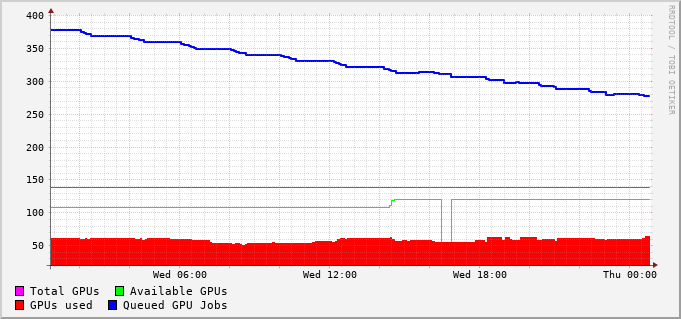 400
350
300
250
200
150
100
50
Wed 06:00 Wed 12:00 Wed 18:00 Thu 00:00
Total GPUs Available GPUs
GPUs used Queued GPU Jobs
RRDTOOL / TOBI OETIKER